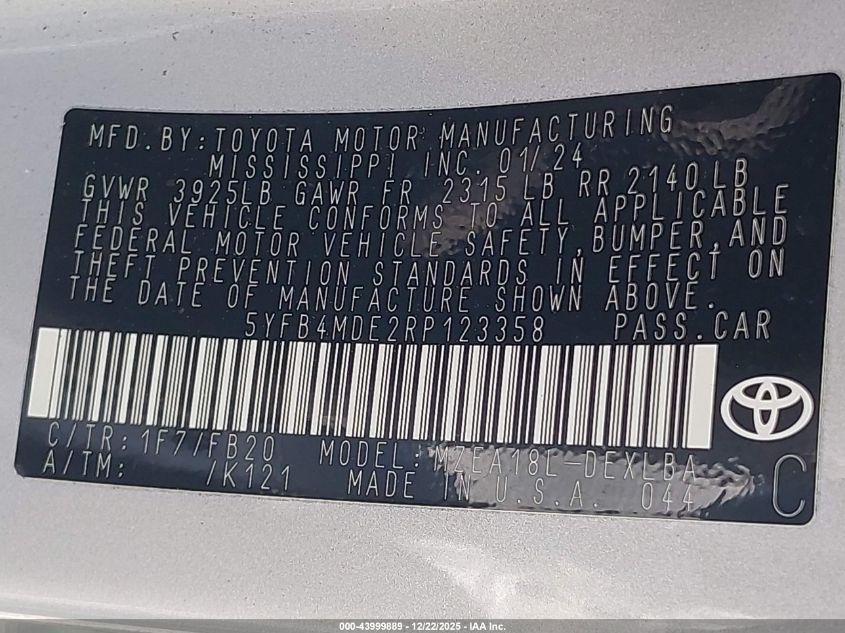 MFD.BY:TOYOTA MOTOR MANUFACTURING
MISSISSIPPI INC. 01/24
GVWR 3925LB GAWR FR 2315LB RR 2140LB
THIS VEHICLE CONFORMS TO ALL APPLICABLE
FEDERAL MOTOR VEHICLE SAFETY,BUMPER,AND
THEFT PREVENTION STANDARDS IN EFFECT ON
THE DATE OF MANUFACTURE SHOWN ABOVE.
5YFB4MDE2RP123358 PASS.CAR
C/TR: 1F7/FB20 MODEL:MZEA18L-DEXLBA
A/TM: /K121 MADE IN U.S.A. 044 C
000-43999889 - 12/22/2025 - IAA Inc.